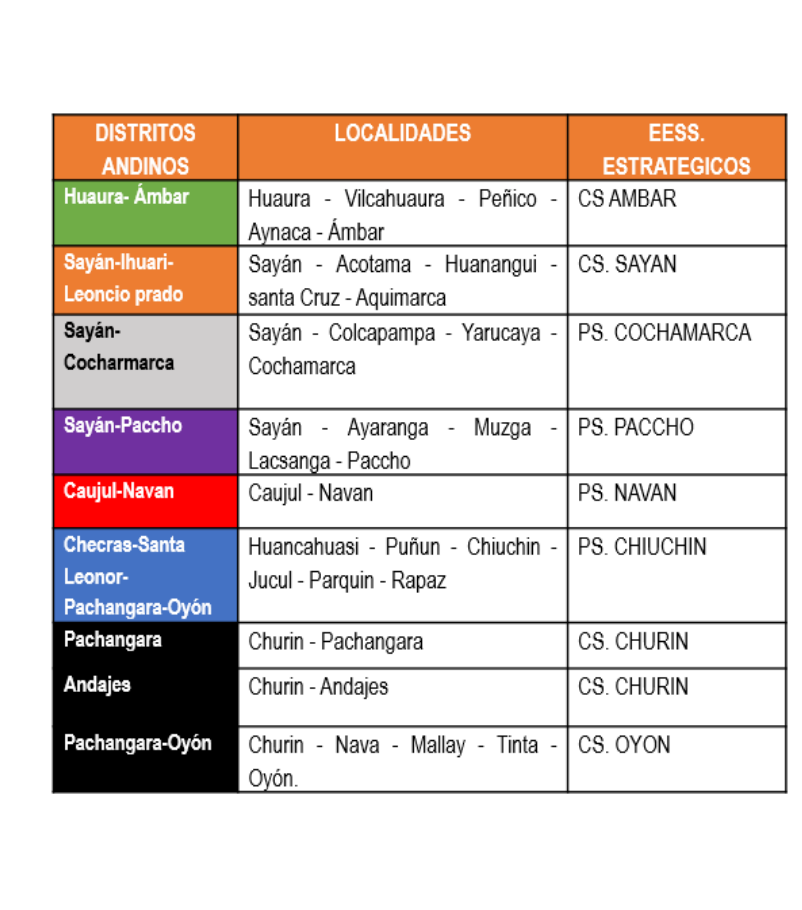 DISTRITOS
ANDINOS
LOCALIDADES
EESS.
ESTRATEGICOS
Huaura- Ámbar
Huaura - Vilcahuaura - Peñico -
Aynaca - Ámbar
CS AMBAR
Sayán-Ihuari-
Leoncio prado
Sayán - Acotama - Huanangui -
santa Cruz - Aquimarca
CS. SAYAN
Sayán-
Cocharmarca
Sayán - Colcapampa - Yarucaya -
Cochamarca
PS. COCHAMARCA
Sayán-Paccho
Sayán - Ayaranga - Muzga -
Lacsanga - Paccho
PS. PACCHO
Caujul-Navan
Caujul - Navan
PS. NAVAN
Checras-Santa
Leonor-
Pachangara-Oyón
Huancahuasi - Puñun - Chiuchin -
Jucul - Parquin - Rapaz
PS. CHIUCHIN
Pachangara
Churin - Pachangara
CS. CHURIN
Andajes
Churin - Andajes
CS. CHURIN
Pachangara-Oyón
Churin - Nava - Mallay - Tinta -
Oyón.
CS. OYON